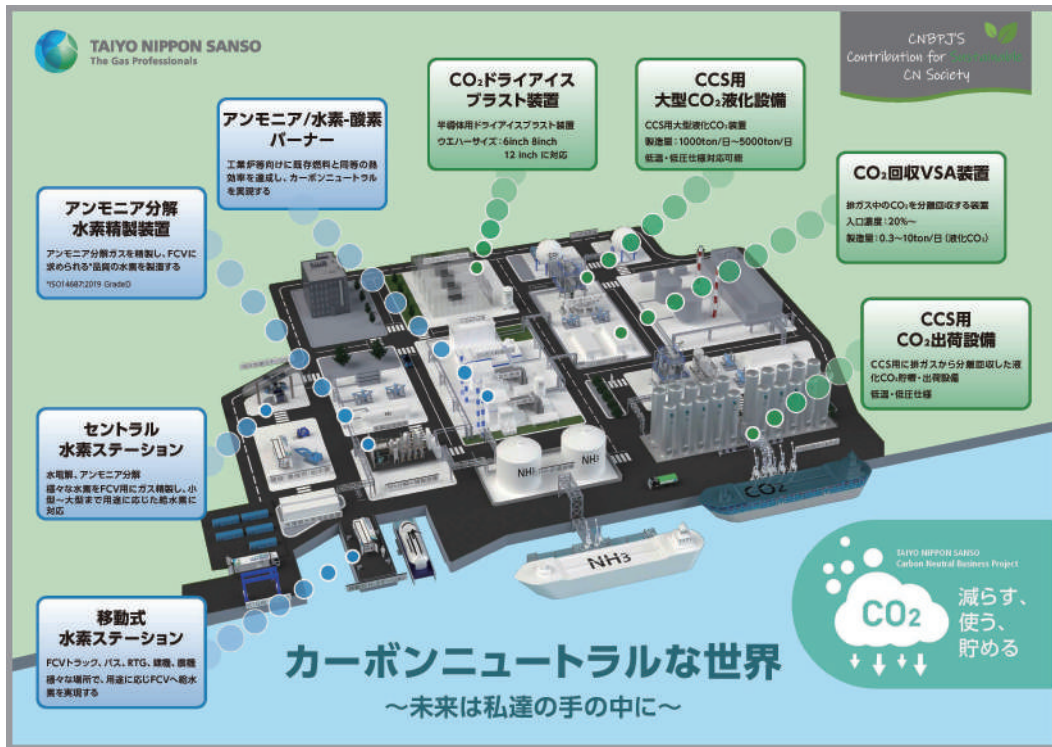 TAIYO NIPPON SANSO
The Gas Professionals
CNBPJ'S
Contribution for
CN Society
CO₂ドライアイス
ブラスト装置
半導体用ドライアイスブラスト装置
ウエハーサイズ：6inch 8inch
12 inch に対応
CCS用
大型CO₂液化設備
CCS用大型液化CO₂装置
製造量：1000ton/日～5000ton/日
低温・低圧仕様対応可能
アンモニア/水素-酸素
バーナー
工業炉等向けに既存燃料と同等の熱
効率を達成し、カーボンニュートラル
を実現する
CO₂回収VSA装置
排ガス中のCO₂を分離回収する装置
入口濃度：20%～
製造量：0.3～10ton/日（液化CO₂）
アンモニア分解
水素精製装置
アンモニア分解ガスを精製し、FCVに
求められる*品質の水素を製造する
*ISO14687:2019 GradeD
CCS用
CO₂出荷設備
CCS用に排ガスから分離回収した液
化CO₂貯槽・出荷設備
低温・低圧仕様
セントラル
水素ステーション
水電解、アンモニア分解
様々な水素をFCV用にガス精製し、小
型～大型まで用途に応じた給水素に
対応
NH₃
NH₃
CO₂
NH₃
移動式
水素ステーション
FCVトラック、バス、RTG、建機、農機
様々な場所で、用途に応じFCVへ給水
素を実現する
TAIYO NIPPON SANSO
Carbon Neutral Business Project
CO₂
減らす、
使う、
貯める
カーボンニュートラルな世界
～未来は私達の手の中に～